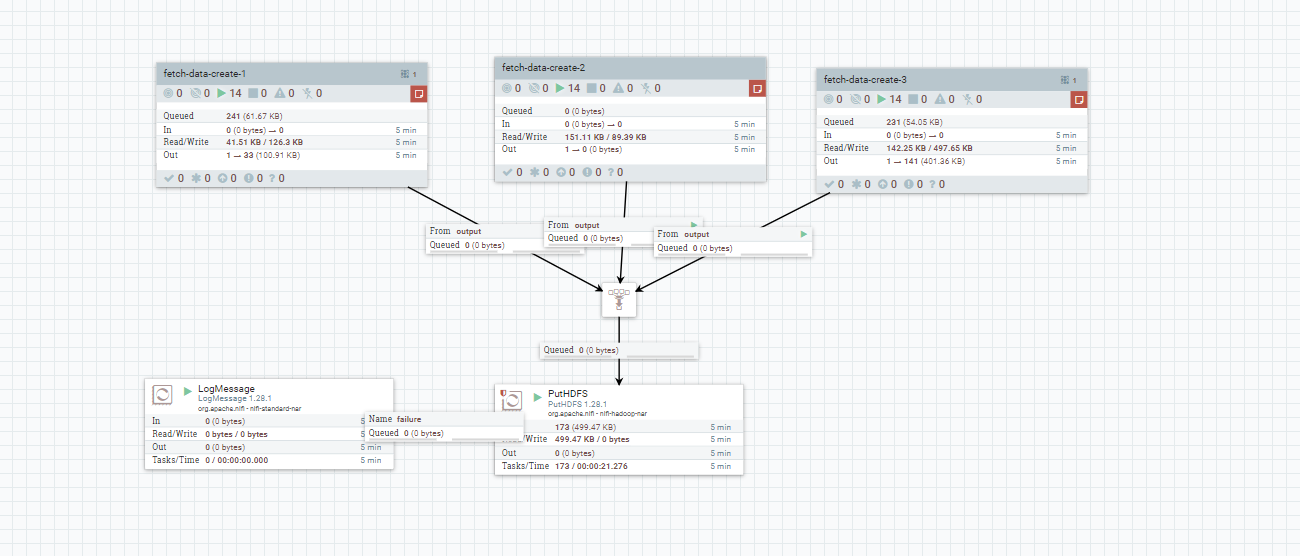 fetch-data-create-1 1
0 0 14 0 0 0
Queued 241 (61.67 KB)
In 0 (0 bytes) → 0 5 min
Read/Write 41.51 KB / 126.3 KB 5 min
Out 1 → 33 (100.91 KB) 5 min
0 0 0 0 ? 0
fetch-data-create-2
0 0 14 0 0 0
Queued 0 (0 bytes)
In 0 (0 bytes) → 0 5 min
Read/Write 151.11 KB / 89.39 KB 5 min
Out 1 → 0 (0 bytes) 5 min
0 0 0 0 ? 0
fetch-data-create-3 1
0 0 14 0 0 0
Queued 231 (54.05 KB)
In 0 (0 bytes) → 0 5 min
Read/Write 142.25 KB / 497.65 KB 5 min
Out 1 → 141 (401.36 KB) 5 min
0 0 0 0 ? 0
From output
Queued 0 (0 bytes)
From output
Queued 0 (0 bytes)
From output
Queued 0 (0 bytes)
Queued 0 (0 bytes)
LogMessage
LogMessage 1.28.1
org.apache.nifi - nifi-standard-nar
In 0 (0 bytes) 5
Read/Write 0 bytes / 0 bytes 5
Out 0 (0 bytes) 5 min
Tasks/Time 0 / 00:00:00.000 5 min
Name failure
Queued 0 (0 bytes)
PutHDFS
PutHDFS 1.28.1
org.apache.nifi - nifi-hadoop-nar
173 (499.47 KB) 5 min
/Write 499.47 KB / 0 bytes 5 min
Out 0 (0 bytes) 5 min
Tasks/Time 173 / 00:00:21.276 5 min